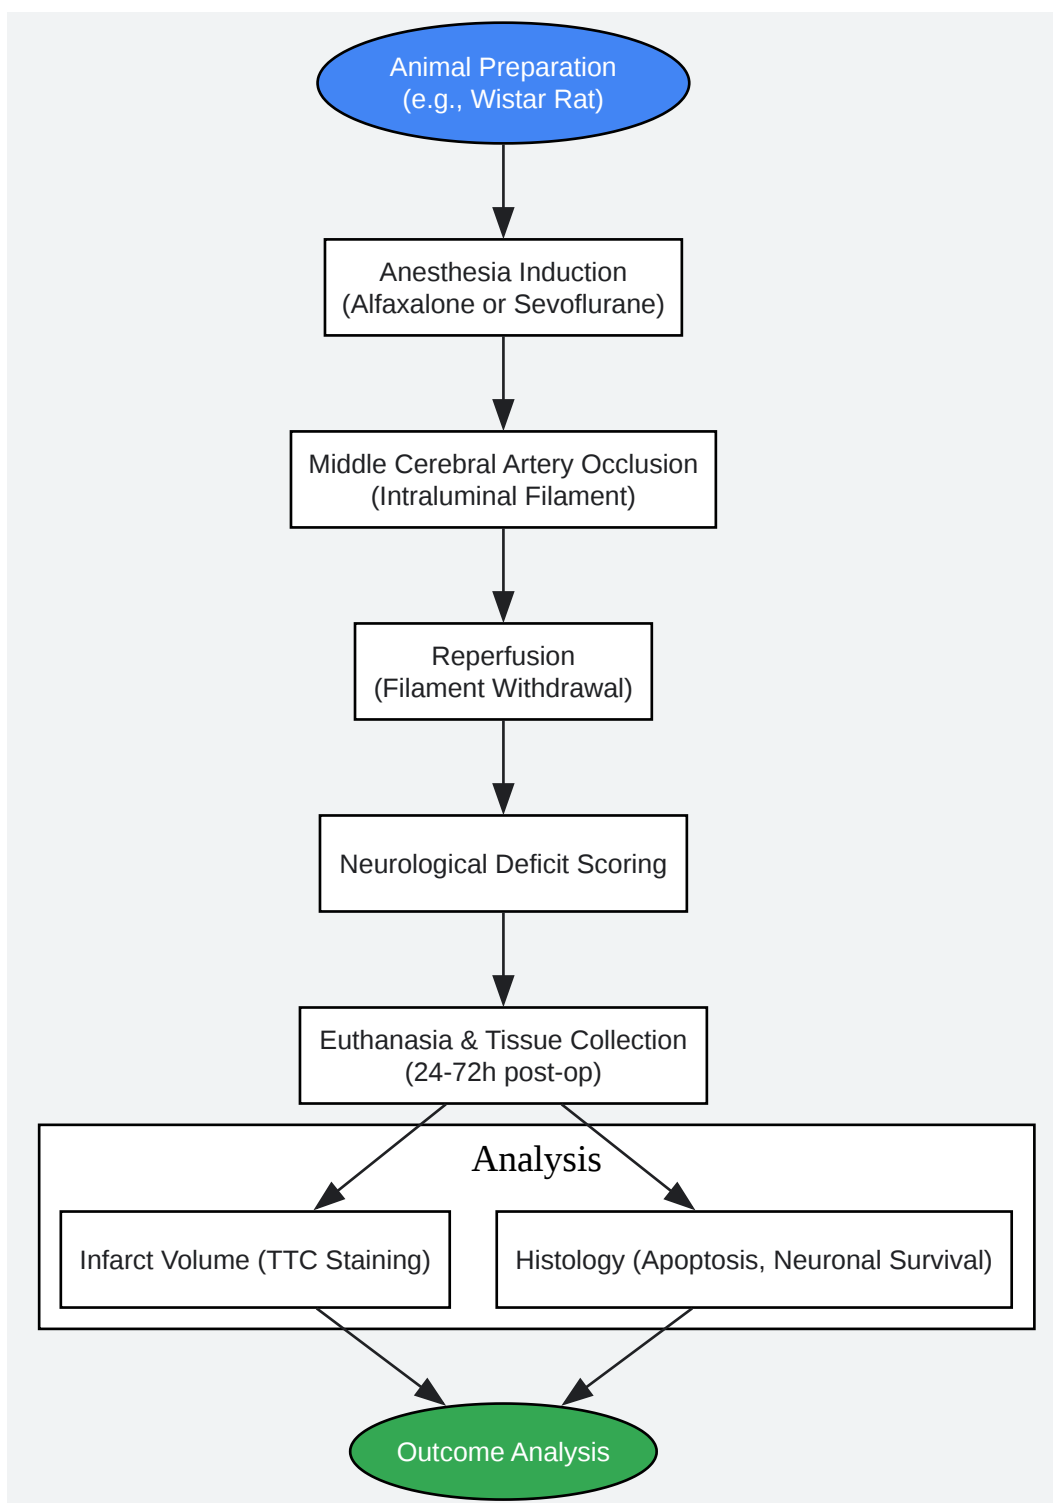 Animal Preparation
(e.g., Wistar Rat)
Anesthesia Induction
(Alfaxalone or Sevoflurane)
Middle Cerebral Artery Occlusion
(Intraluminal Filament)
Reperfusion
(Filament Withdrawal)
Neurological Deficit Scoring
Euthanasia & Tissue Collection
(24-72h post-op)
Analysis
Infarct Volume (TTC Staining)
Histology (Apoptosis, Neuronal Survival)
Outcome Analysis